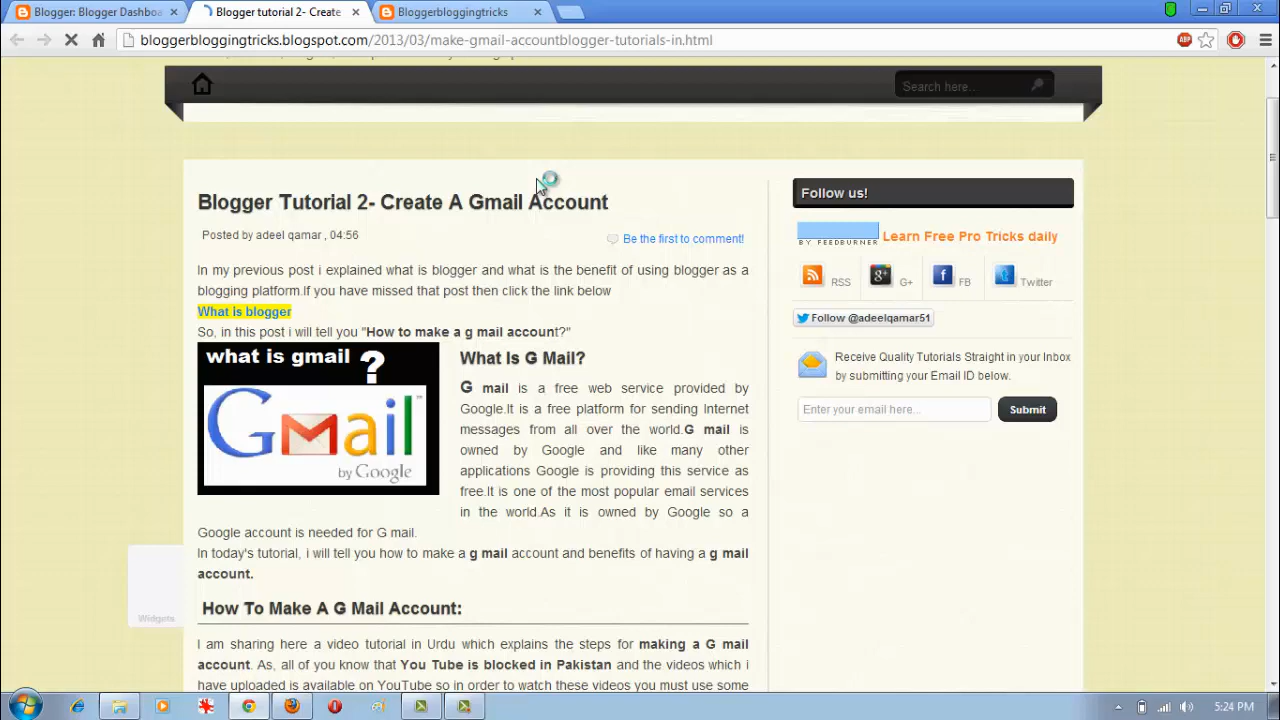 Blogger: Blogger Dashbo
Blogger tutorial 2- Create
Bloggerbloggingtricks
bloggerbloggingtricks.blogspot.com/2013/03/make-gmail-accountblogger-tutorials-in.html
ABP
Search here..
Blogger Tutorial 2- Create A Gmail Account
Posted by adeel qamar , 04:56
Be the first to comment!
In my previous post i explained what is blogger and what is the benefit of using blogger as a
blogging platform.If you have missed that post then click the link below
What is blogger
So, in this post i will tell you "How to make a g mail account?"
what is gmail ?
Gmail™
by Google
What Is G Mail?
G mail is a free web service provided by
Google.It is a free platform for sending Internet
messages from all over the world.G mail is
owned by Google and like many other
applications Google is providing this service as
free.It is one of the most popular email services
in the world.As it is owned by Google so a
Google account is needed for G mail.
In today's tutorial, i will tell you how to make a g mail account and benefits of having a g mail
account.
How To Make A G Mail Account:
I am sharing here a video tutorial in Urdu which explains the steps for making a G mail
account. As, all of you know that You Tube is blocked in Pakistan and the videos which i
have uploaded is available on YouTube so in order to watch these videos you must use some
Follow us!
BY FEEDBURNER
Learn Free Pro Tricks daily
RSS
G+
FB
Twitter
Follow @adeelqamar51
Receive Quality Tutorials Straight in your Inbox
by submitting your Email ID below.
Enter your email here...
Submit
Widgets
5:24 PM